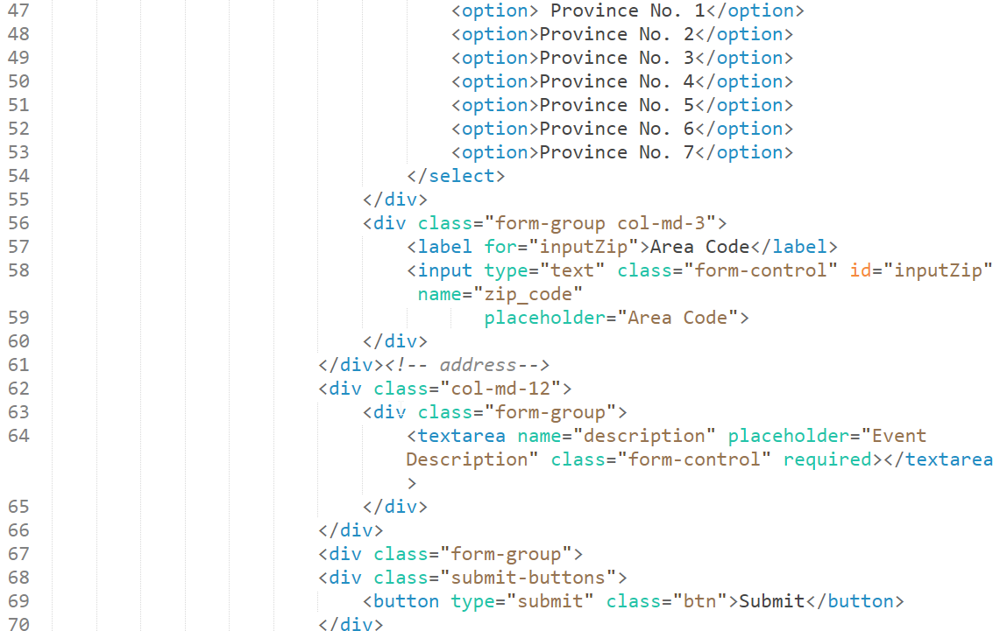 47 <option> Province No. 1</option>
48 <option>Province No. 2</option>
49 <option>Province No. 3</option>
50 <option>Province No. 4</option>
51 <option>Province No. 5</option>
52 <option>Province No. 6</option>
53 <option>Province No. 7</option>
54 </select>
55 </div>
56 <div class="form-group col-md-3">
57 <label for="inputZip">Area Code</label>
58 <input type="text" class="form-control" id="inputZip"
name="zip_code"
59 placeholder="Area Code">
60 </div>
61 </div><!-- address-->
62 <div class="col-md-12">
63 <div class="form-group">
64 <textarea name="description" placeholder="Event
Description" class="form-control" required></textarea
>
65 </div>
66 </div>
67 <div class="form-group">
68 <div class="submit-buttons">
69 <button type="submit" class="btn">Submit</button>
70 </div>